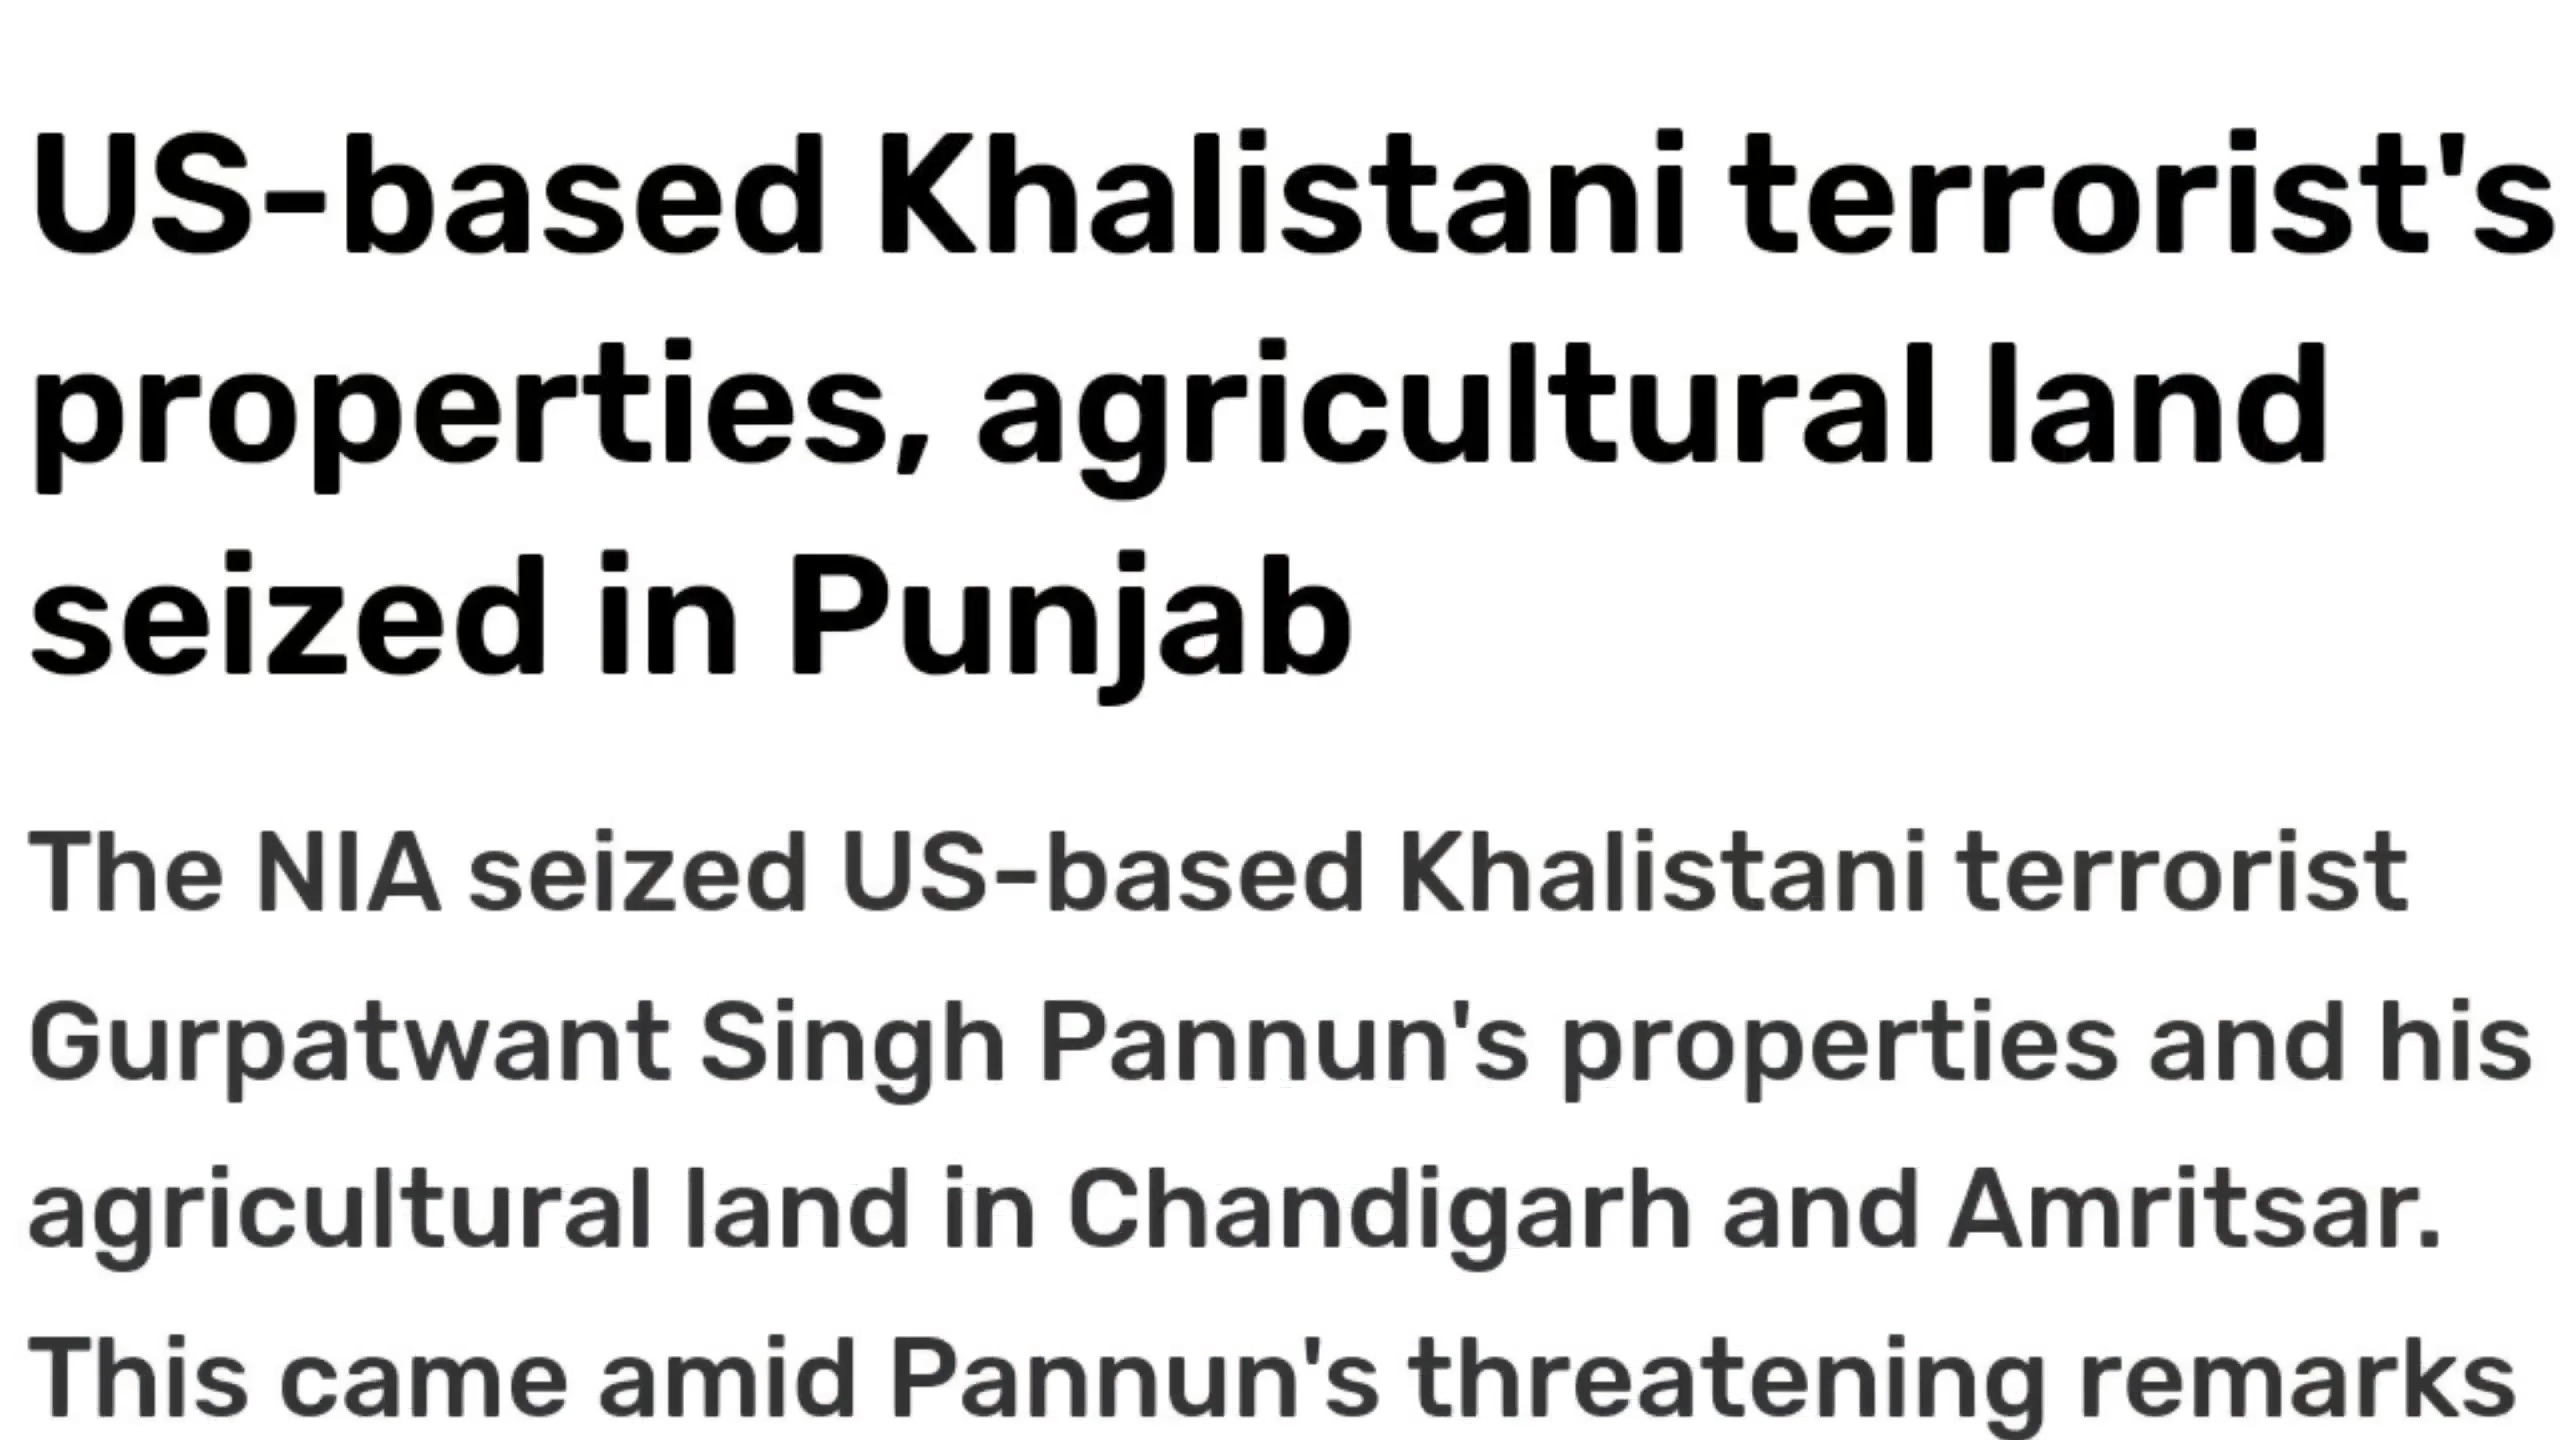 US-based Khalistani terrorist's
properties, agricultural land
seized in Punjab
The NIA seized US-based Khalistani terrorist
Gurpatwant Singh Pannun's properties and his
agricultural land in Chandigarh and Amritsar.
This came amid Pannun's threatening remarks